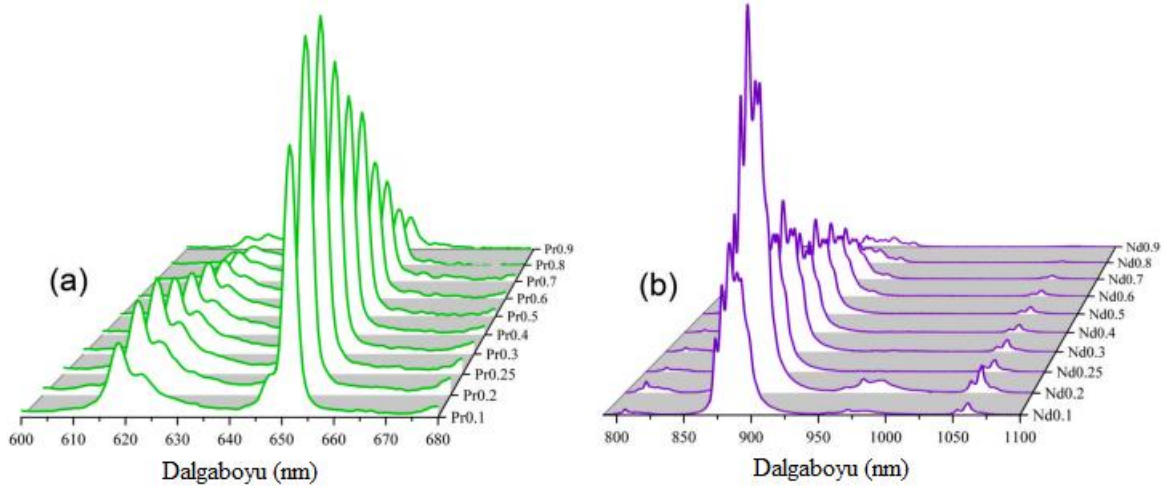 (a)
Pr0.9
Pr0.8
Pr0.7
Pr0.6
Pr0.5
Pr0.4
Pr0.3
Pr0.25
Pr0.2
Pr0.1
600 610 620 630 640 650 660 670 680
Dalgaboyu (nm)
(b)
Nd0.9
Nd0.8
Nd0.7
Nd0.6
Nd0.5
Nd0.4
Nd0.3
Nd0.25
Nd0.2
Nd0.1
800 850 900 950 1000 1050 1100
Dalgaboyu (nm)